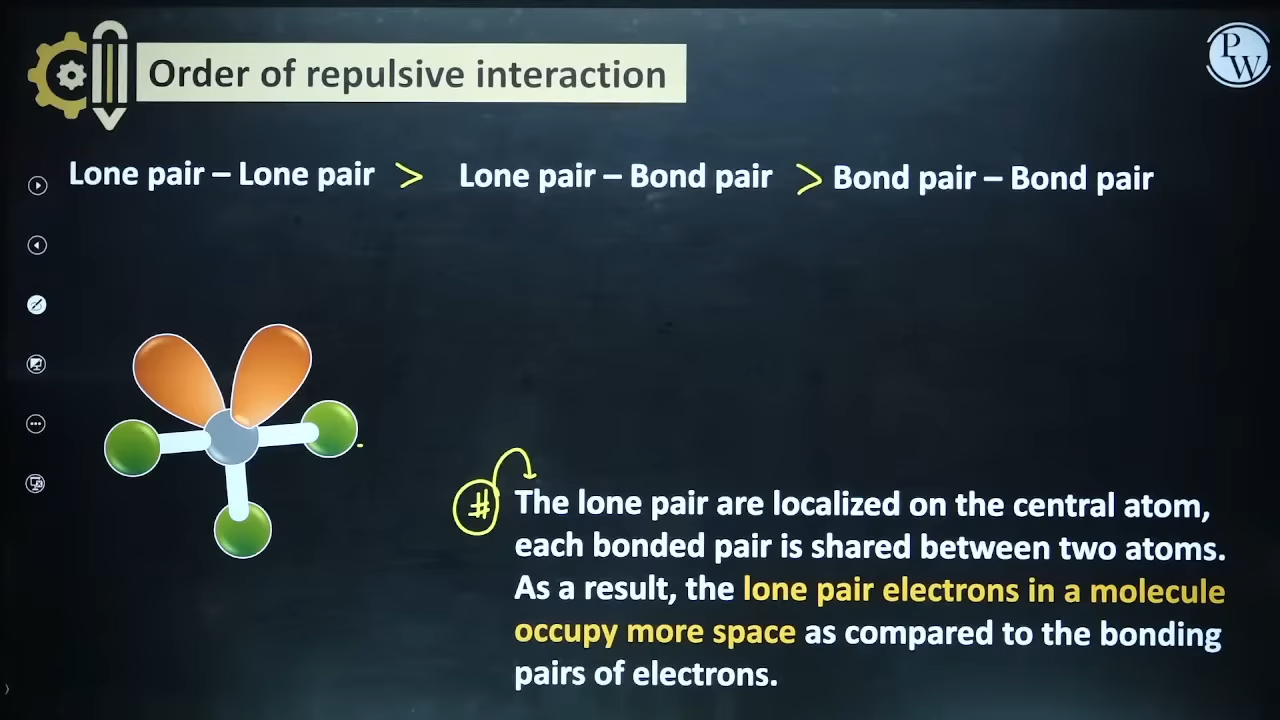 Order of repulsive interaction
PW
Lone pair – Lone pair > Lone pair – Bond pair > Bond pair – Bond pair
# The lone pair are localized on the central atom,
each bonded pair is shared between two atoms.
As a result, the lone pair electrons in a molecule
occupy more space as compared to the bonding
pairs of electrons.